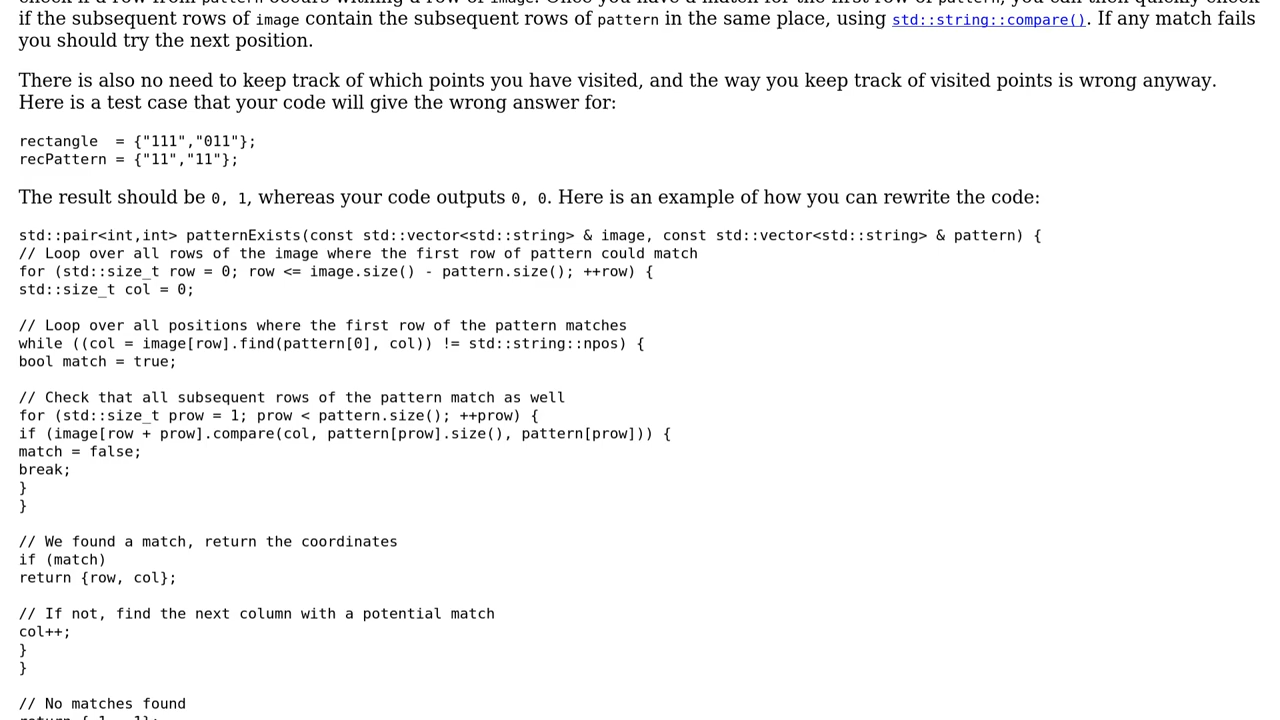 if the subsequent rows of image contain the subsequent rows of pattern in the same place, using std::string::compare(). If any match fails
you should try the next position.
There is also no need to keep track of which points you have visited, and the way you keep track of visited points is wrong anyway.
Here is a test case that your code will give the wrong answer for:
rectangle  = {"111","011"};
recPattern = {"11","11"};
The result should be 0, 1, whereas your code outputs 0, 0. Here is an example of how you can rewrite the code:
std::pair<int,int> patternExists(const std::vector<std::string> & image, const std::vector<std::string> & pattern) {
// Loop over all rows of the image where the first row of pattern could match
for (std::size_t row = 0; row <= image.size() - pattern.size(); ++row) {
std::size_t col = 0;
// Loop over all positions where the first row of the pattern matches
while ((col = image[row].find(pattern[0], col)) != std::string::npos) {
bool match = true;
// Check that all subsequent rows of the pattern match as well
for (std::size_t prow = 1; prow < pattern.size(); ++prow) {
if (image[row + prow].compare(col, pattern[prow].size(), pattern[prow])) {
match = false;
break;
}
}
// We found a match, return the coordinates
if (match)
return {row, col};
// If not, find the next column with a potential match
col++;
}
}
// No matches found